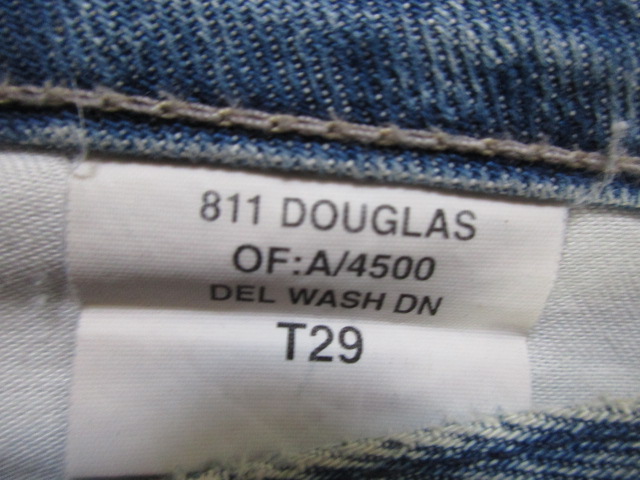 811 DOUGLAS
OF:A/4500
DEL WASH DN
T29